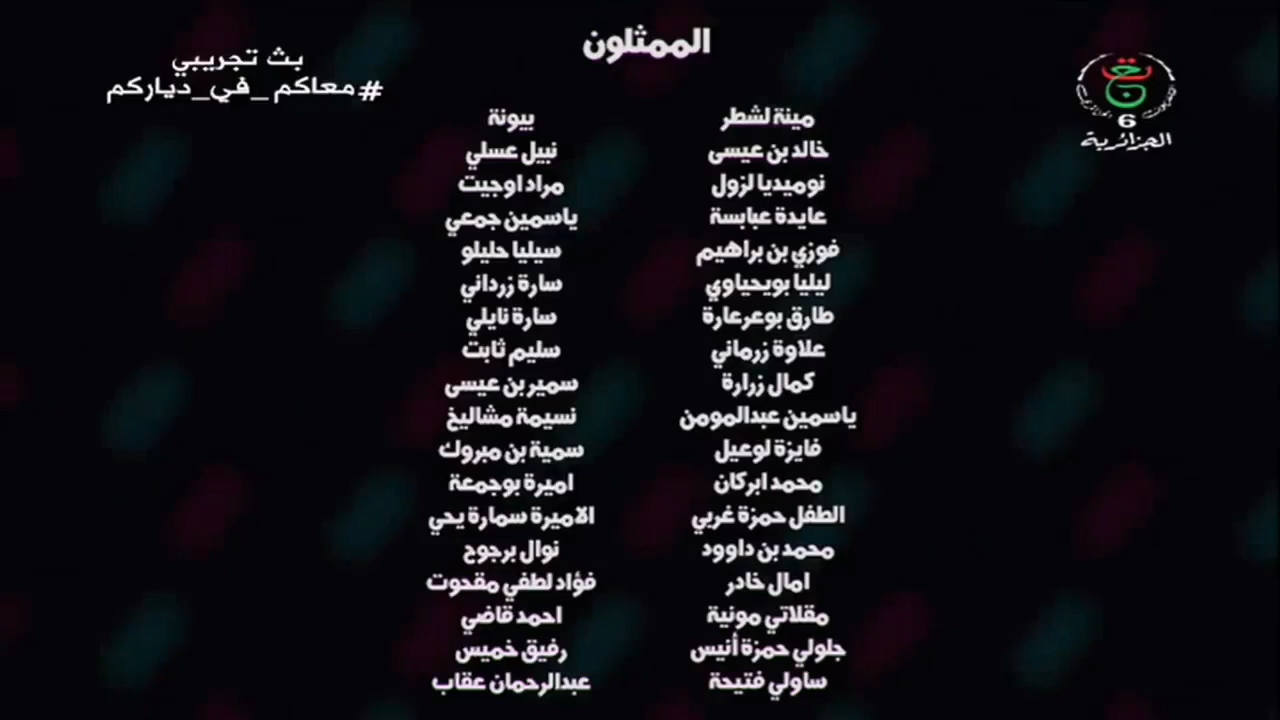 الممثلون
بث تجريبي
#معاكم_في_دياركم
6
الجزائرية
مينة لشطر
بيونة
خالد بن عيسى
نبيل عسلي
نوميديا لزول
مراد اوجيت
عايدة عبابسة
ياسمين جمعي
فوزي بن براهيم
سيليا حليلو
ليليا بويحياوي
سارة زرداني
طارق بوعرعارة
سارة نايلي
علاوة زرماني
سليم ثابت
كمال زرارة
سمير بن عيسى
ياسمين عبدالمومن
نسيمة مشاليخ
فايزة لوعيل
سمية بن مبروك
محمد ابركان
اميرة بوجمعة
الطفل حمزة غربي
الاميرة سمارة يحي
محمد بن داوود
نوال برجوح
امال خادر
فؤاد لطفي مقحوت
مقلاتي مونية
احمد قاضي
جلولي حمزة أنيس
رفيق خميس
ساولي فتيحة
عبدالرحمان عقاب